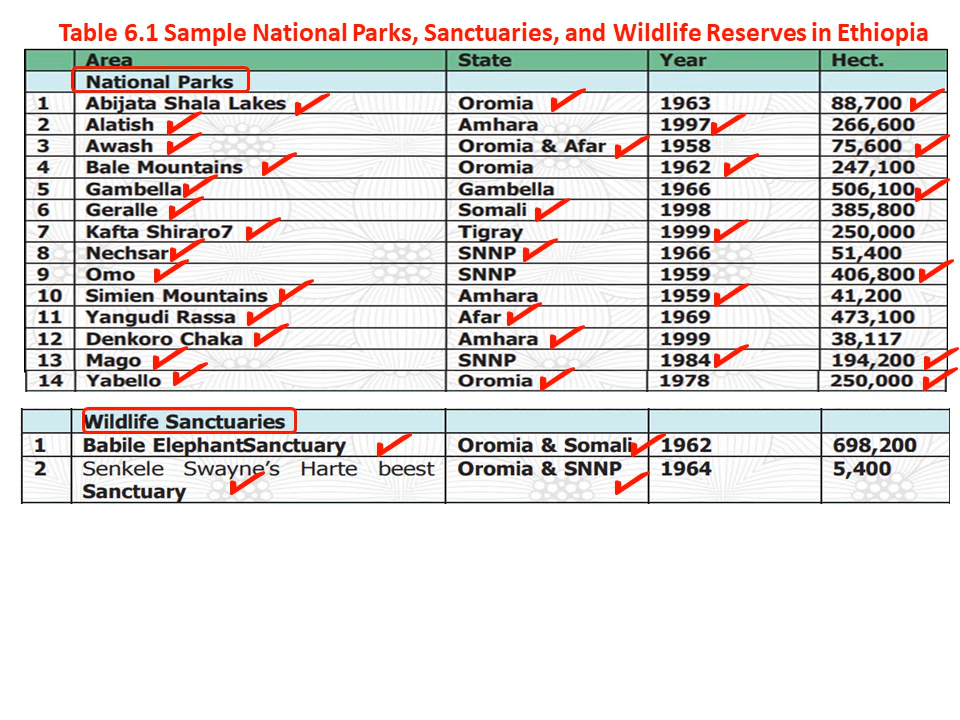 Table 6.1 Sample National Parks, Sanctuaries, and Wildlife Reserves in Ethiopia
Area State Year Hect.
National Parks
1 Abijata Shala Lakes Oromia 1963 88,700
2 Alatish Amhara 1997 266,600
3 Awash Oromia & Afar 1958 75,600
4 Bale Mountains Oromia 1962 247,100
5 Gambella Gambella 1966 506,100
6 Geralle Somali 1998 385,800
7 Kafta Shiraro7 Tigray 1999 250,000
8 Nechsar SNNP 1966 51,400
9 Omo SNNP 1959 406,800
10 Simien Mountains Amhara 1959 41,200
11 Yangudi Rassa Afar 1969 473,100
12 Denkoro Chaka Amhara 1999 38,117
13 Mago SNNP 1984 194,200
14 Yabello Oromia 1978 250,000
Wildlife Sanctuaries
1 Babile ElephantSanctuary Oromia & Somali 1962 698,200
2 Senkele Swayne's Harte beest Oromia & SNNP 1964 5,400
Sanctuary